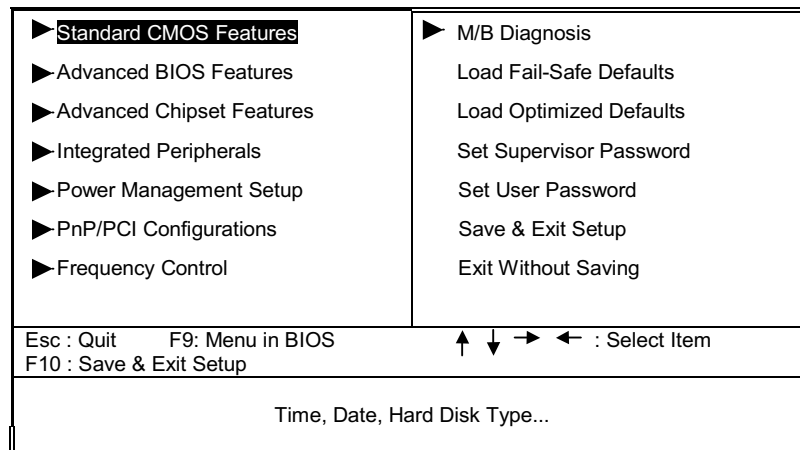 Standard CMOS Features
Advanced BIOS Features
Advanced Chipset Features
Integrated Peripherals
Power Management Setup
PnP/PCI Configurations
Frequency Control
M/B Diagnosis
Load Fail-Safe Defaults
Load Optimized Defaults
Set Supervisor Password
Set User Password
Save & Exit Setup
Exit Without Saving
Esc : Quit F9: Menu in BIOS
F10 : Save & Exit Setup
: Select Item
Time, Date, Hard Disk Type...